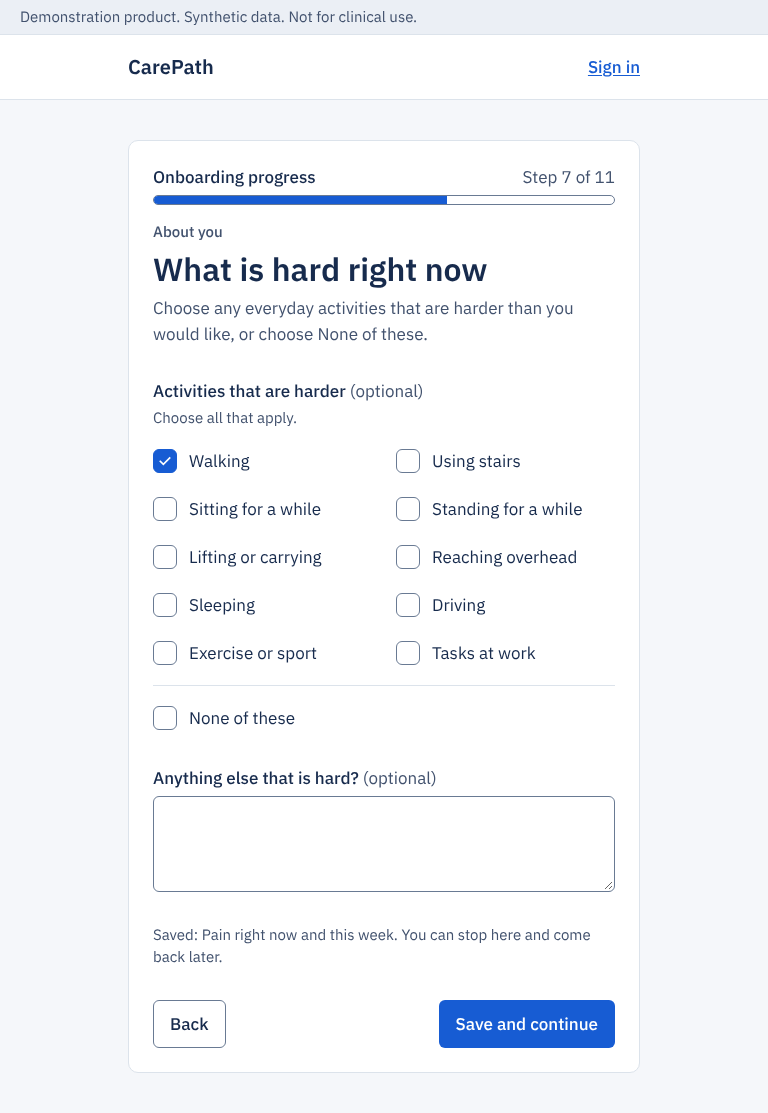 Demonstration product. Synthetic data. Not for clinical use.
CarePath
Sign in
Onboarding progress
Step 7 of 11
About you
What is hard right now
Choose any everyday activities that are harder than you
would like, or choose None of these.
Activities that are harder (optional)
Choose all that apply.
Walking
Using stairs
Sitting for a while
Standing for a while
Lifting or carrying
Reaching overhead
Sleeping
Driving
Exercise or sport
Tasks at work
None of these
Anything else that is hard? (optional)
Saved: Pain right now and this week. You can stop here and come
back later.
Back
Save and continue